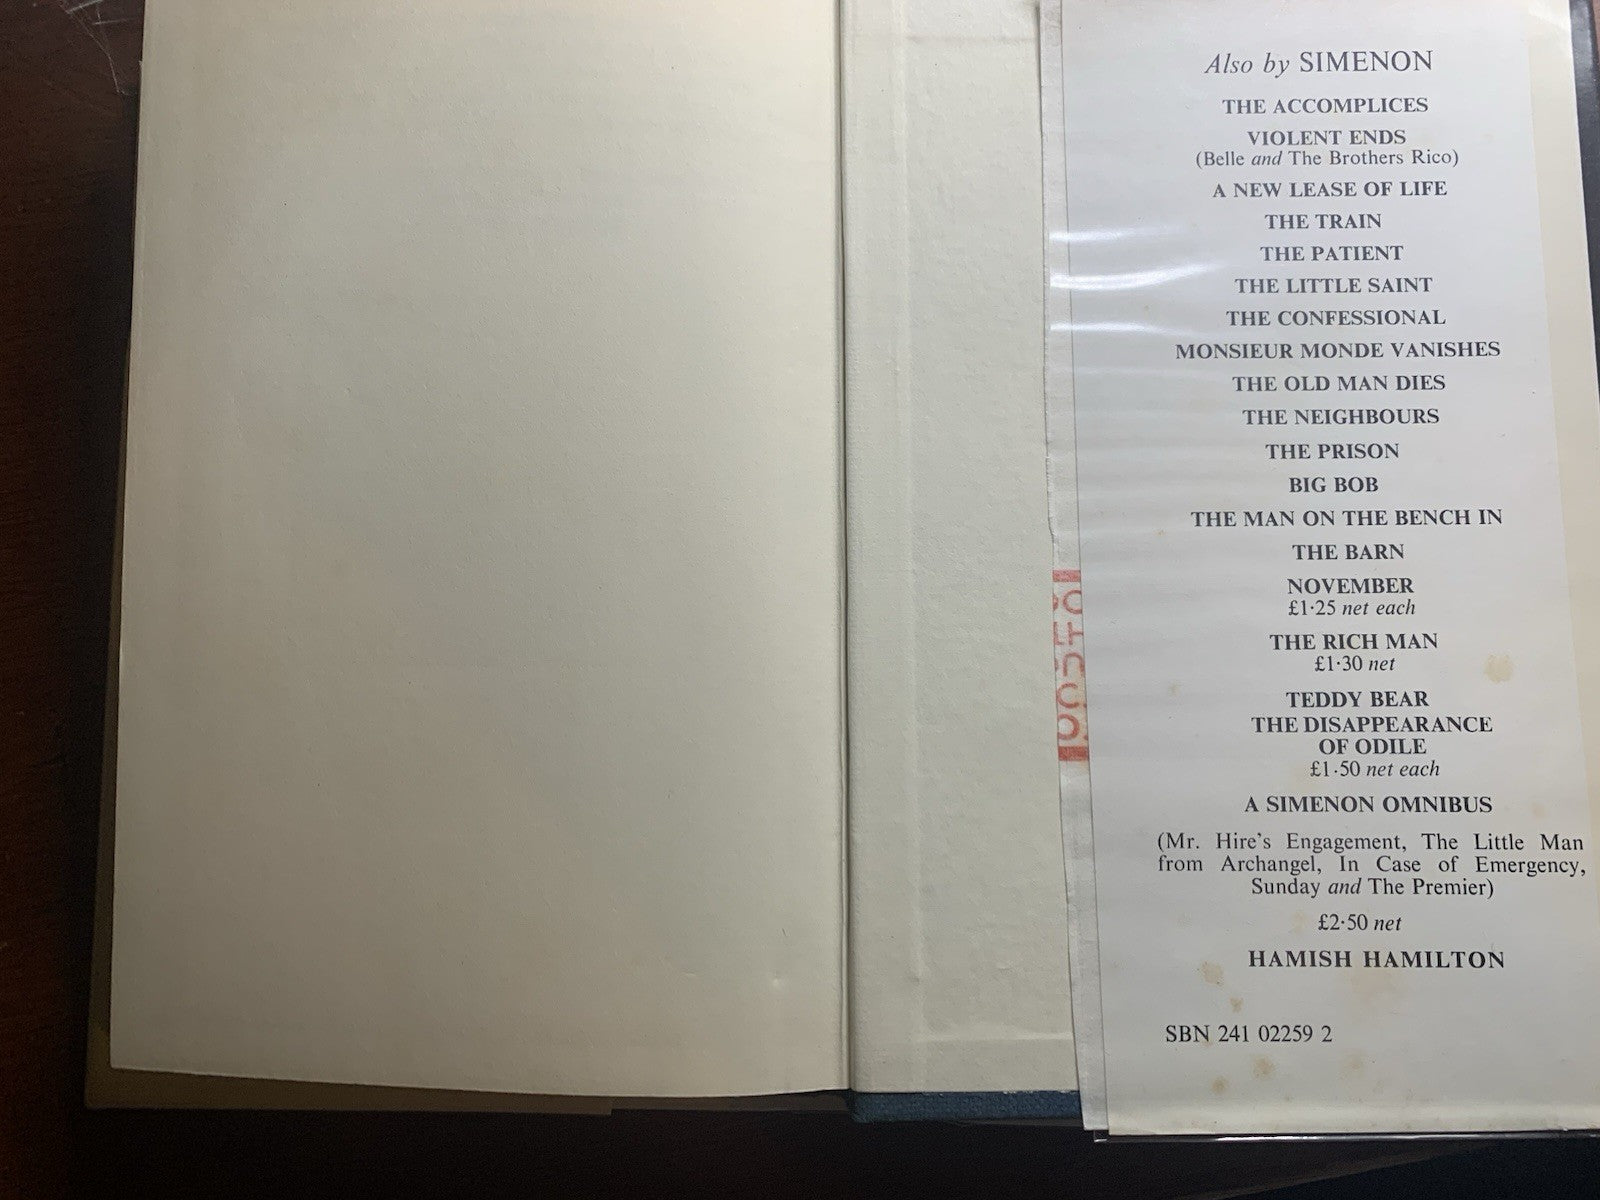 Also by SIMENON
THE ACCOMPLICES
VIOLENT ENDS
(Belle and The Brothers Rico)
A NEW LEASE OF LIFE
THE TRAIN
THE PATIENT
THE LITTLE SAINT
THE CONFESSIONAL
MONSIEUR MONDE VANISHES
THE OLD MAN DIES
THE NEIGHBOURS
THE PRISON
BIG BOB
THE MAN ON THE BENCH IN
THE BARN
NOVEMBER
£1·25 net each
THE RICH MAN
£1·30 net
TEDDY BEAR
THE DISAPPEARANCE
OF ODILE
£1·50 net each
A SIMENON OMNIBUS
(Mr. Hire's Engagement, The Little Man
from Archangel, In Case of Emergency,
Sunday and The Premier)
£2·50 net
HAMISH HAMILTON
SBN 241 02259 2